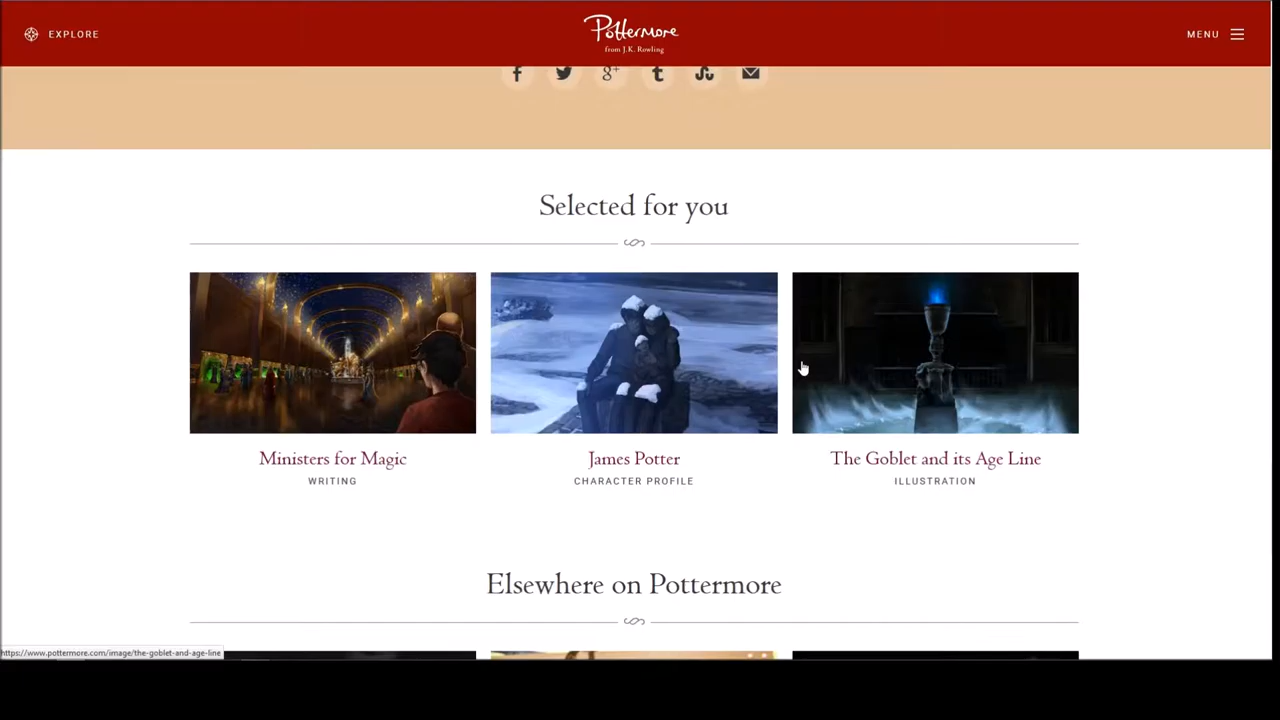 EXPLORE
Pottermore
from J.K. Rowling
MENU
f g+ t
Selected for you
Ministers for Magic
WRITING
James Potter
CHARACTER PROFILE
The Goblet and its Age Line
ILLUSTRATION
Elsewhere on Pottermore
https://www.pottermore.com/image/the-goblet-and-age-line